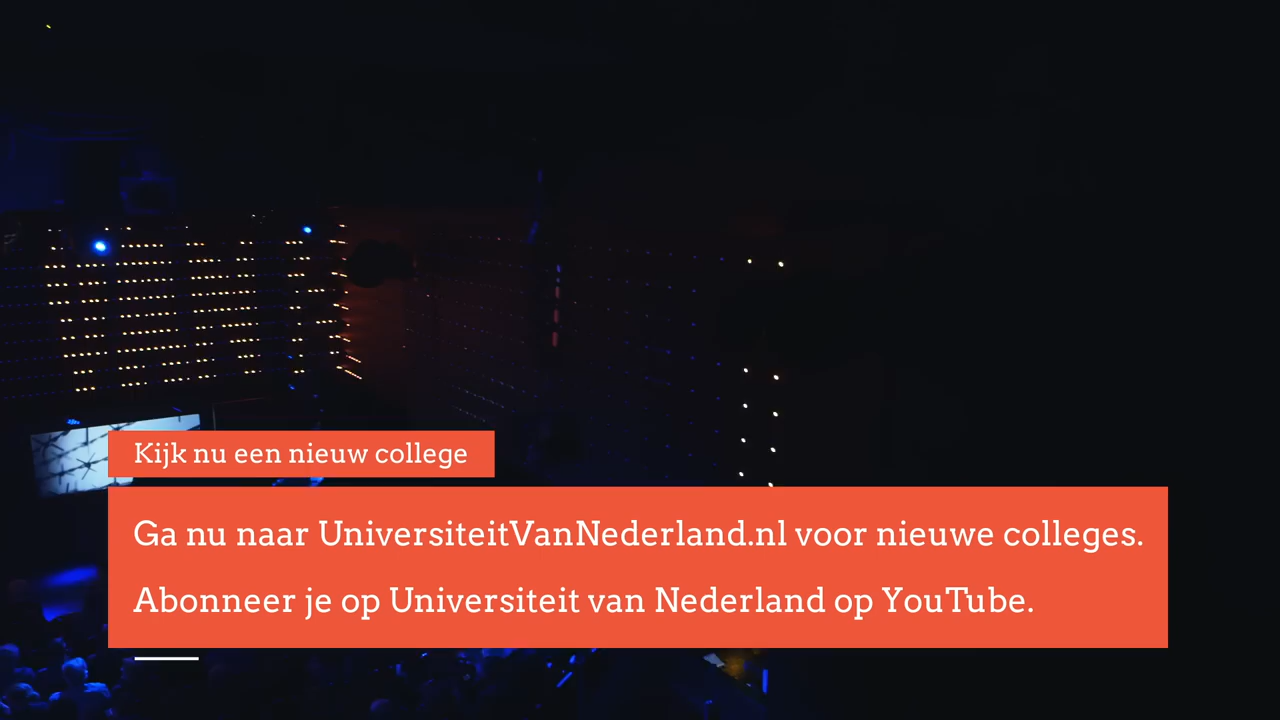 Kijk nu een nieuw college
Ga nu naar UniversiteitVanNederland.nl voor nieuwe colleges.
Abonneer je op Universiteit van Nederland op YouTube.